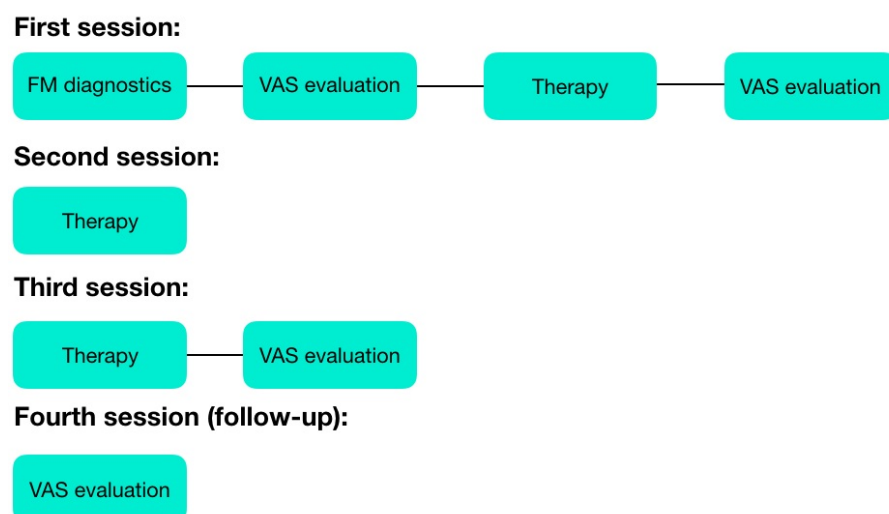 First session:
FM diagnostics VAS evaluation Therapy VAS evaluation
Second session:
Therapy
Third session:
Therapy VAS evaluation
Fourth session (follow-up):
VAS evaluation